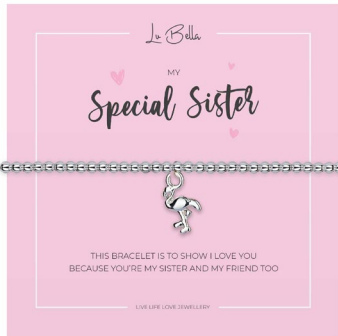 Lu Bella
MY
Special Sister
THIS BRACELET IS TO SHOW I LOVE YOU
BECAUSE YOU'RE MY SISTER AND MY FRIEND TOO
LIVE LIFE LOVE JEWELLERY